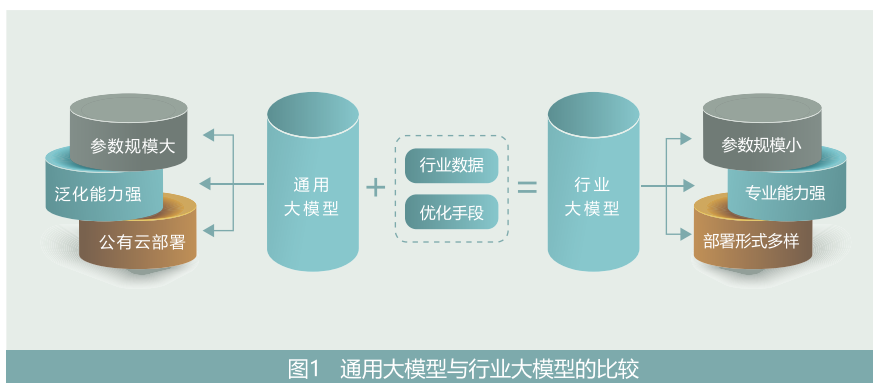 参数规模大
泛化能力强
公有云部署
通用
大模型
行业数据
优化手段
行业
大模型
参数规模小
专业能力强
部署形式多样
图1 通用大模型与行业大模型的比较